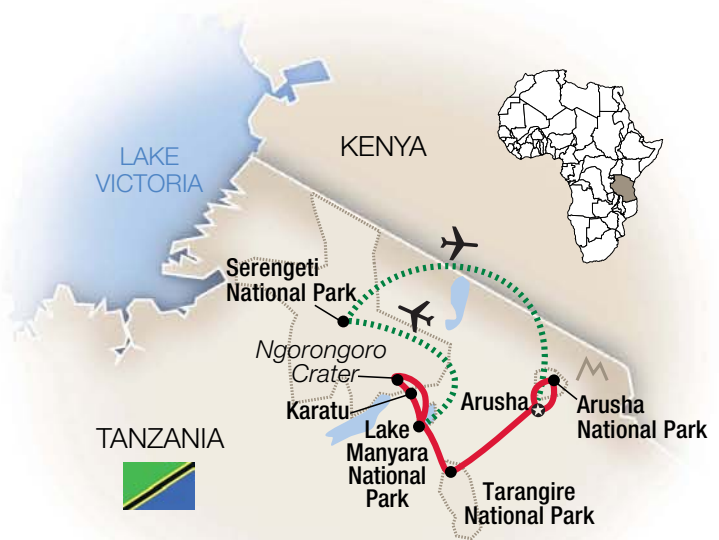 KENYA
LAKE
VICTORIA
Serengeti
National Park
Ngorongoro
Crater
Karatu
Arusha
Arusha
National Park
TANZANIA
Lake
Manyara
National
Park
Tarangire
National Park